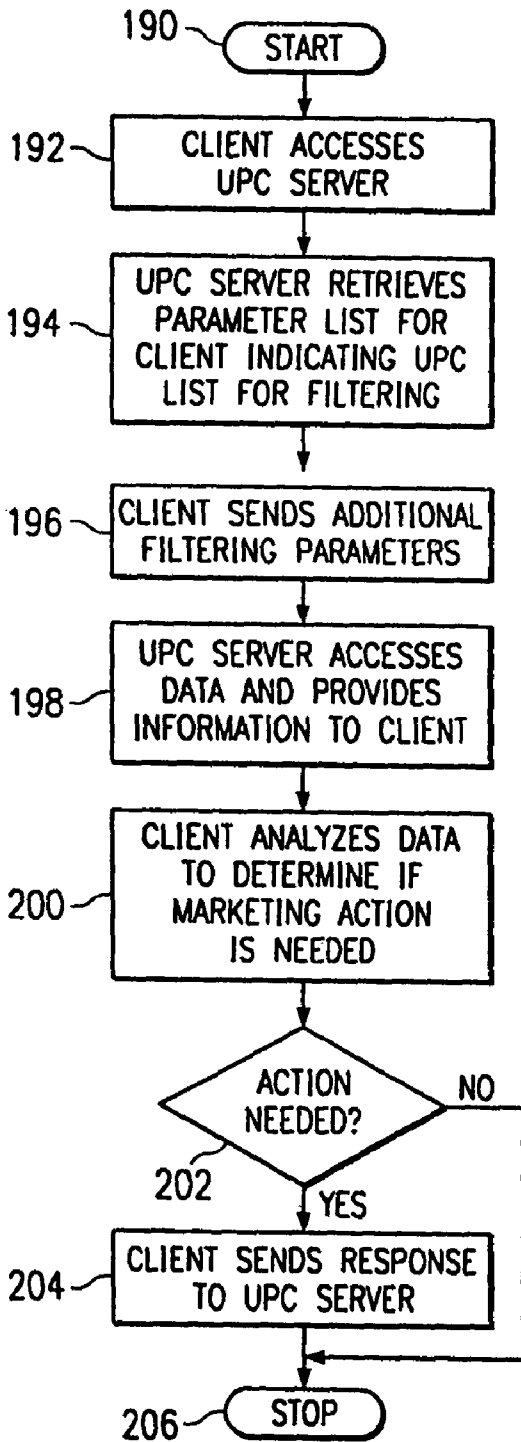 190
START
192
CLIENT ACCESSES
UPC SERVER
194
UPC SERVER RETRIEVES
PARAMETER LIST FOR
CLIENT INDICATING UPC
LIST FOR FILTERING
196
CLIENT SENDS ADDITIONAL
FILTERING PARAMETERS
198
UPC SERVER ACCESSES
DATA AND PROVIDES
INFORMATION TO CLIENT
200
CLIENT ANALYZES DATA
TO DETERMINE IF
MARKETING ACTION
IS NEEDED
ACTION
NEEDED?
NO
202
YES
204
CLIENT SENDS RESPONSE
TO UPC SERVER
206
STOP